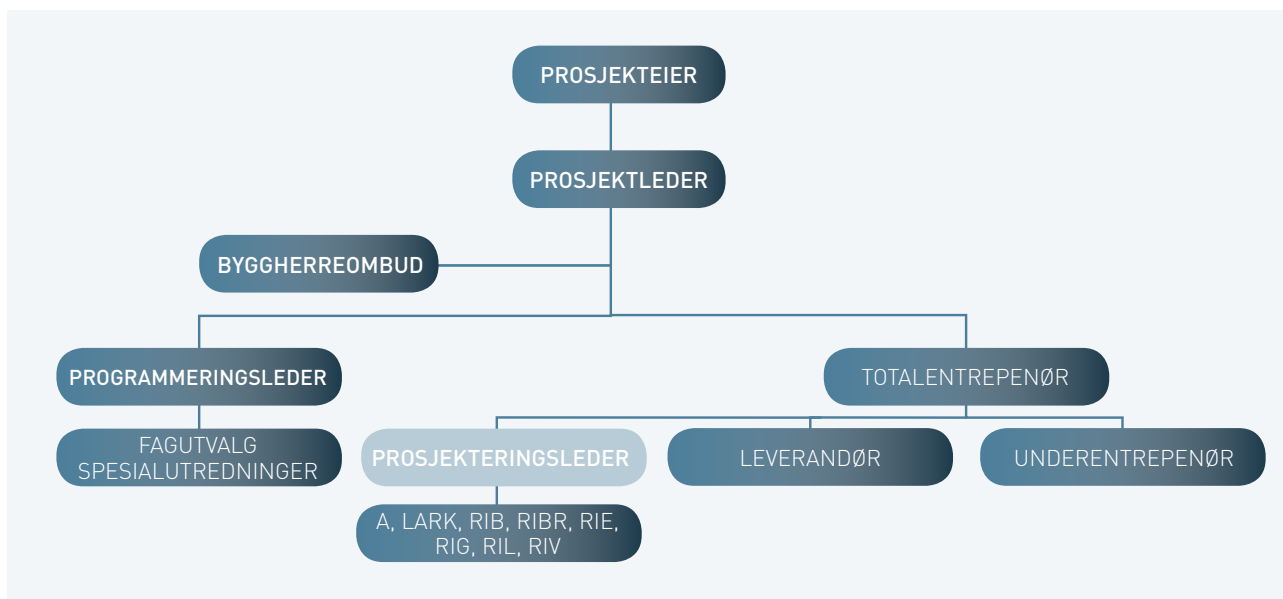 PROSJEKTEIER
PROSJEKTLEDER
BYGGHERREOMBUD
PROGRAMMERINGSLEDER
TOTALENTREPENØR
FAGUTVALG
SPESIALUTREDNINGER
PROSJEKTERINGSLEDER
LEVERANDØR
UNDERENTREPENØR
A, LARK, RIB, RIBR, RIE,
RIG, RIL, RIV